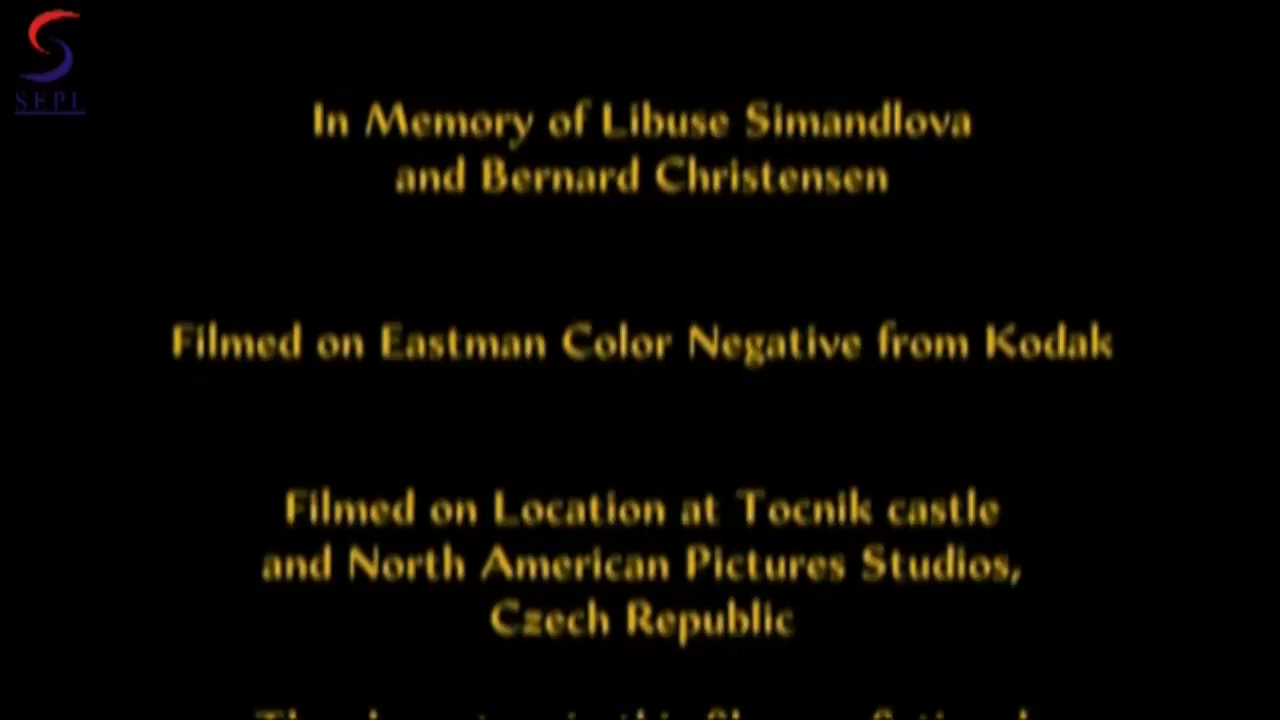 SEPL
In Memory of Libuse Simandlova
and Bernard Christensen
Filmed on Eastman Color Negative from Kodak
Filmed on Location at Tocnik castle
and North American Pictures Studios,
Czech Republic